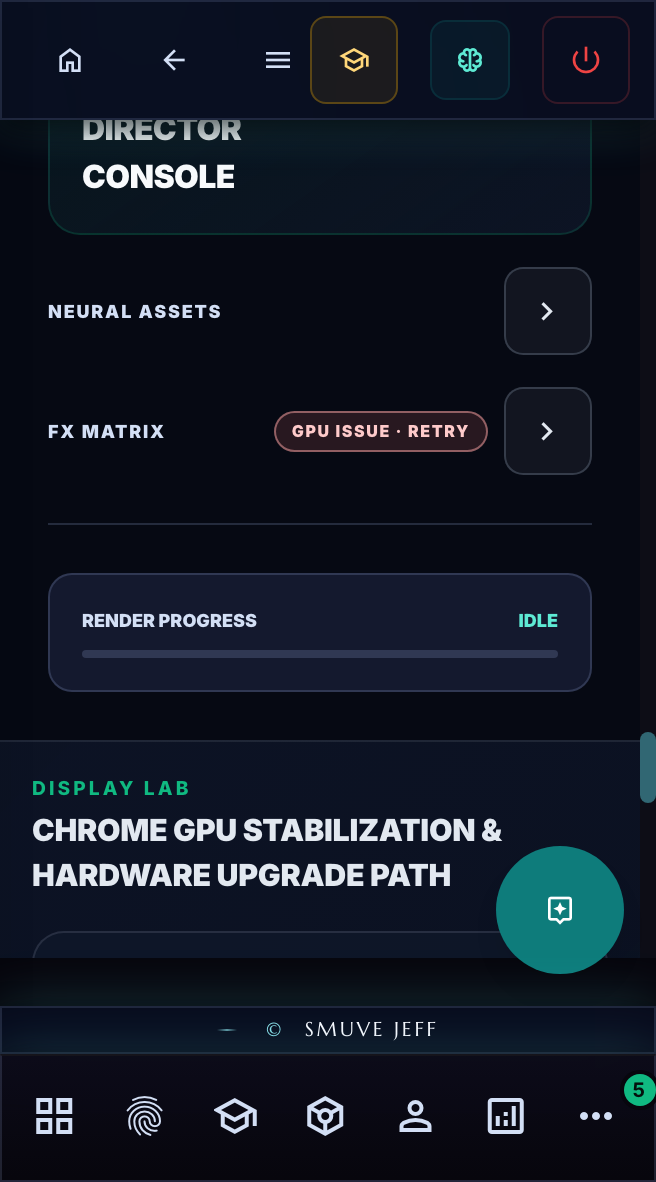 DIRECTOR
CONSOLE
NEURAL ASSETS
FX MATRIX
GPU ISSUE · RETRY
RENDER PROGRESS
IDLE
DISPLAY LAB
CHROME GPU STABILIZATION &
HARDWARE UPGRADE PATH
© SMUVE JEFF
5